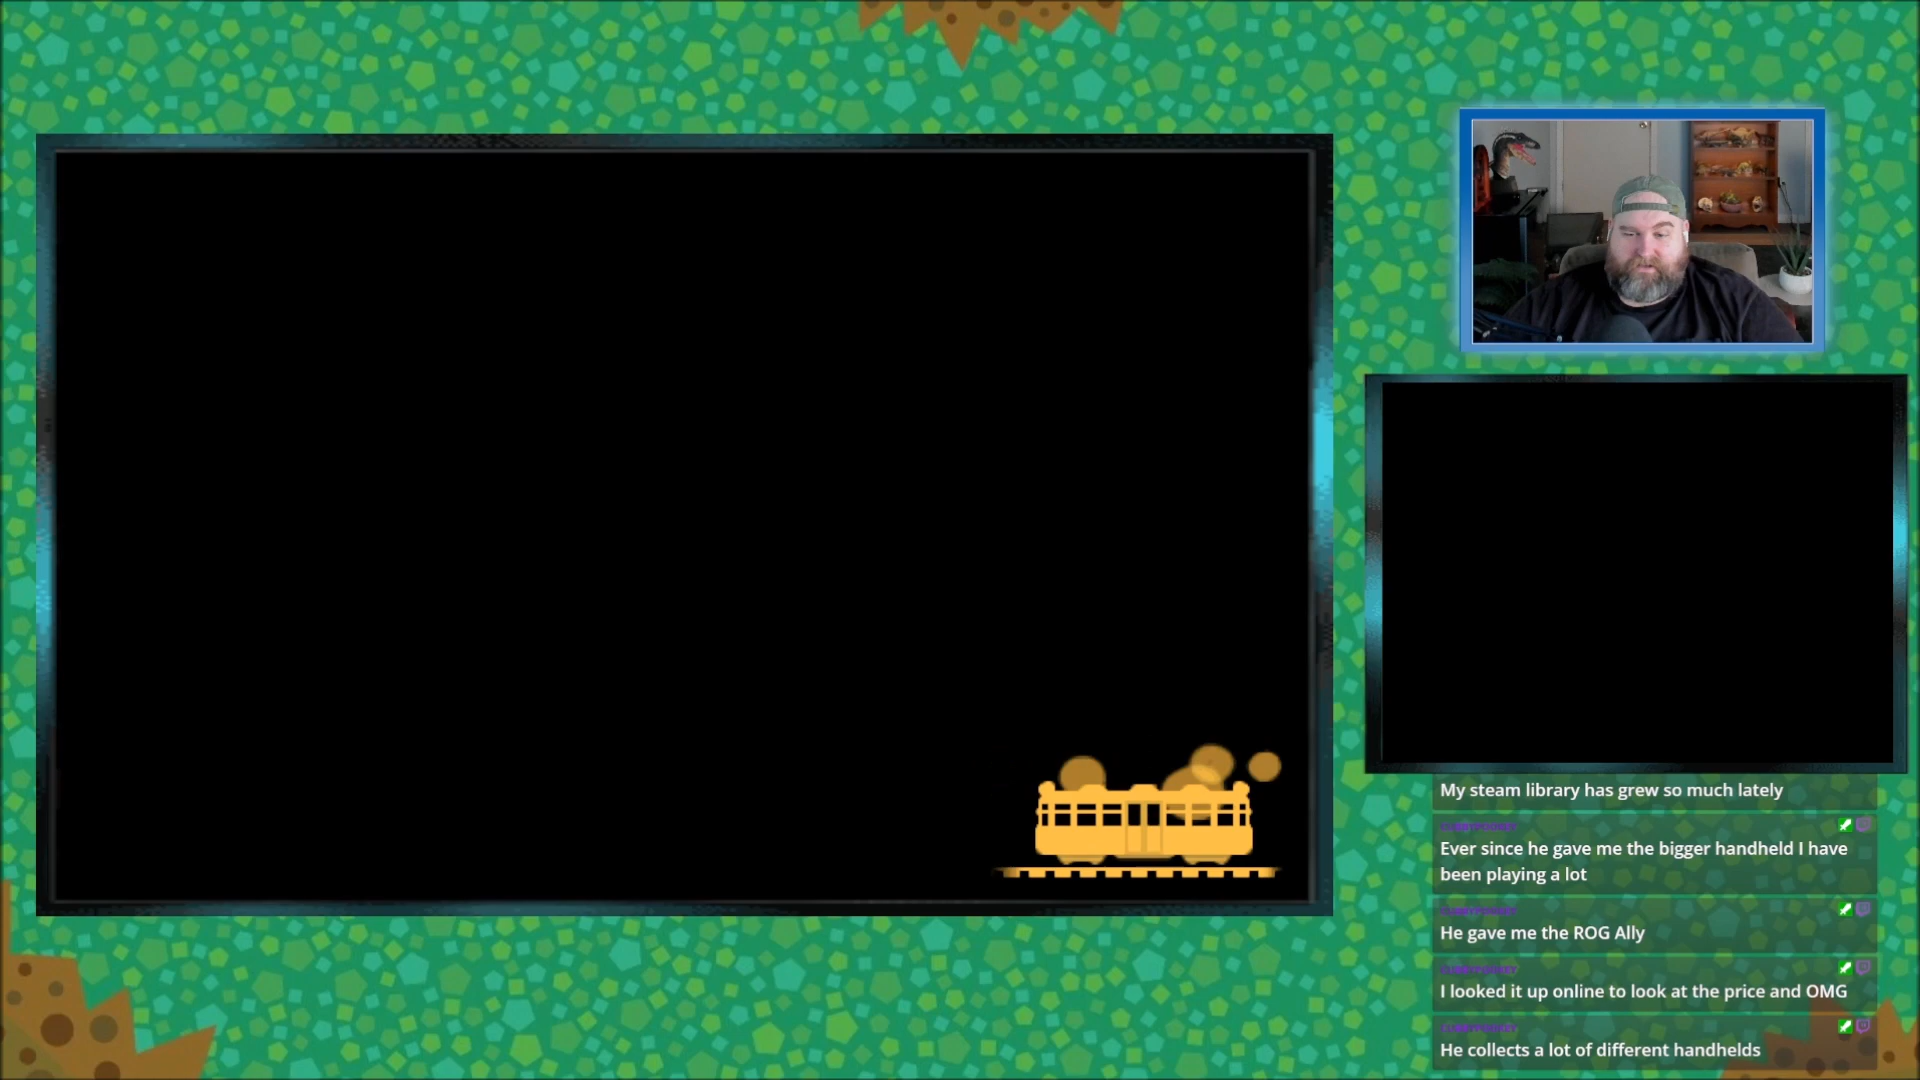 My steam library has grew so much lately
Ever since he gave me the bigger handheld I have
been playing a lot
He gave me the ROG Ally
I looked it up online to look at the price and OMG
He collects a lot of different handhelds